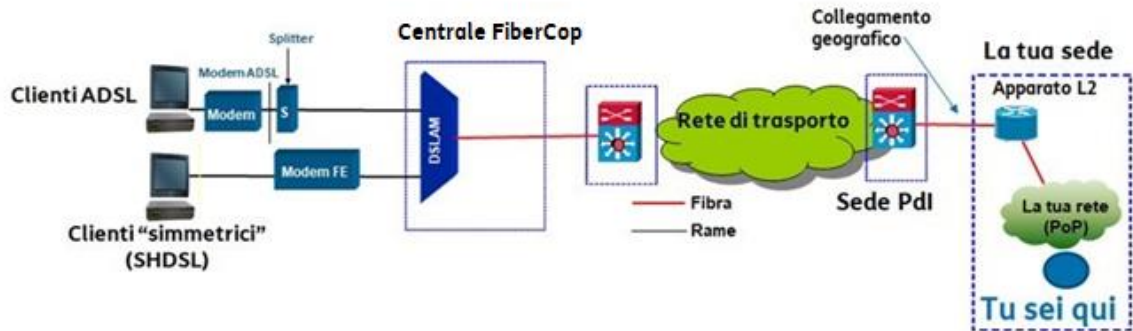 Clienti ADSL
Modem ADSL
Splitter
Modem
S
Centrale FiberCop
DSLAM
Modem FE
Clienti “simmetrici”
(SHDSL)
Rete di trasporto
Fibra
Rame
Sede PdI
Collegamento
geografico
La tua sede
Apparato L2
La tua rete
(PoP)
Tu sei qui